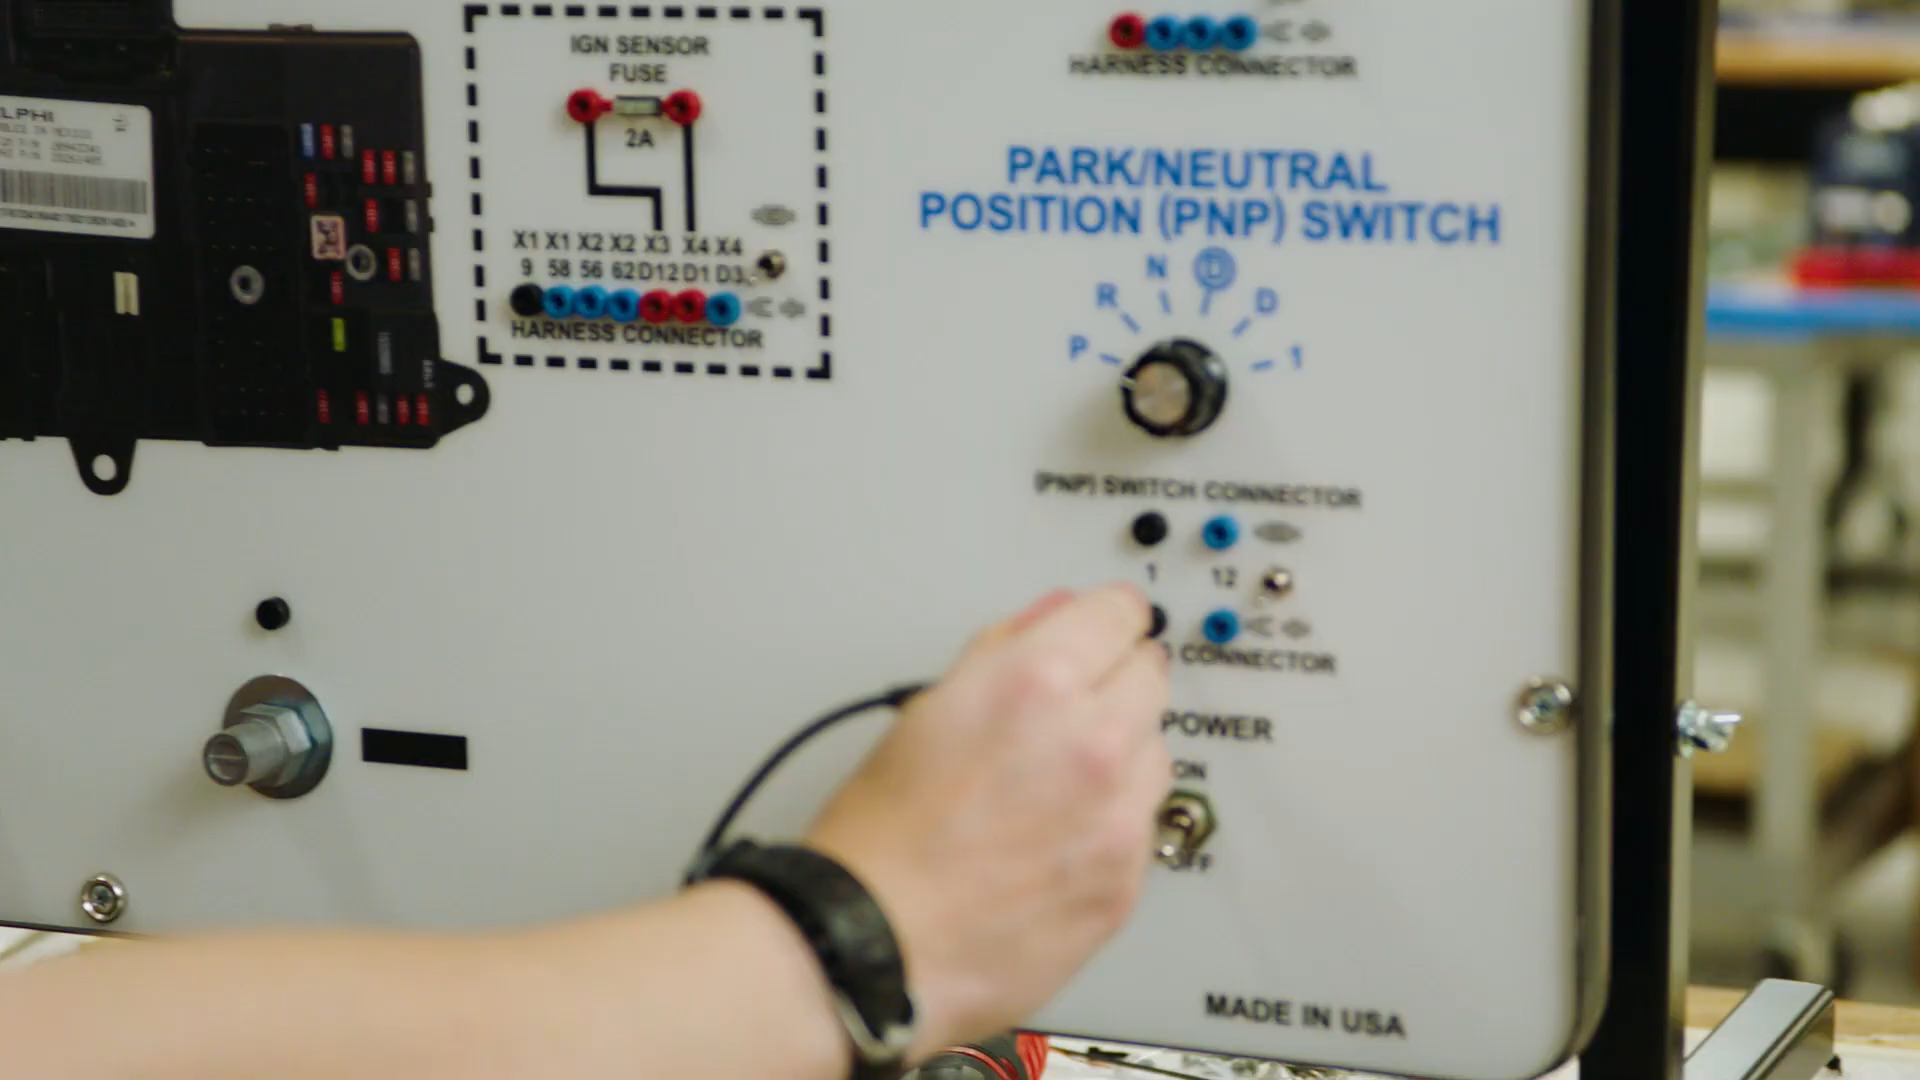 LPHI
IGN SENSOR
FUSE
2A
X1 X1 X2 X2 X3 X4 X4
9 58 56 62 D12 D1 D3
HARNESS CONNECTOR
HARNESS CONNECTOR
PARK/NEUTRAL
POSITION (PNP) SWITCH
P R N D D 1
(PNP) SWITCH CONNECTOR
1 12
CONNECTOR
POWER
ON
OFF
MADE IN USA